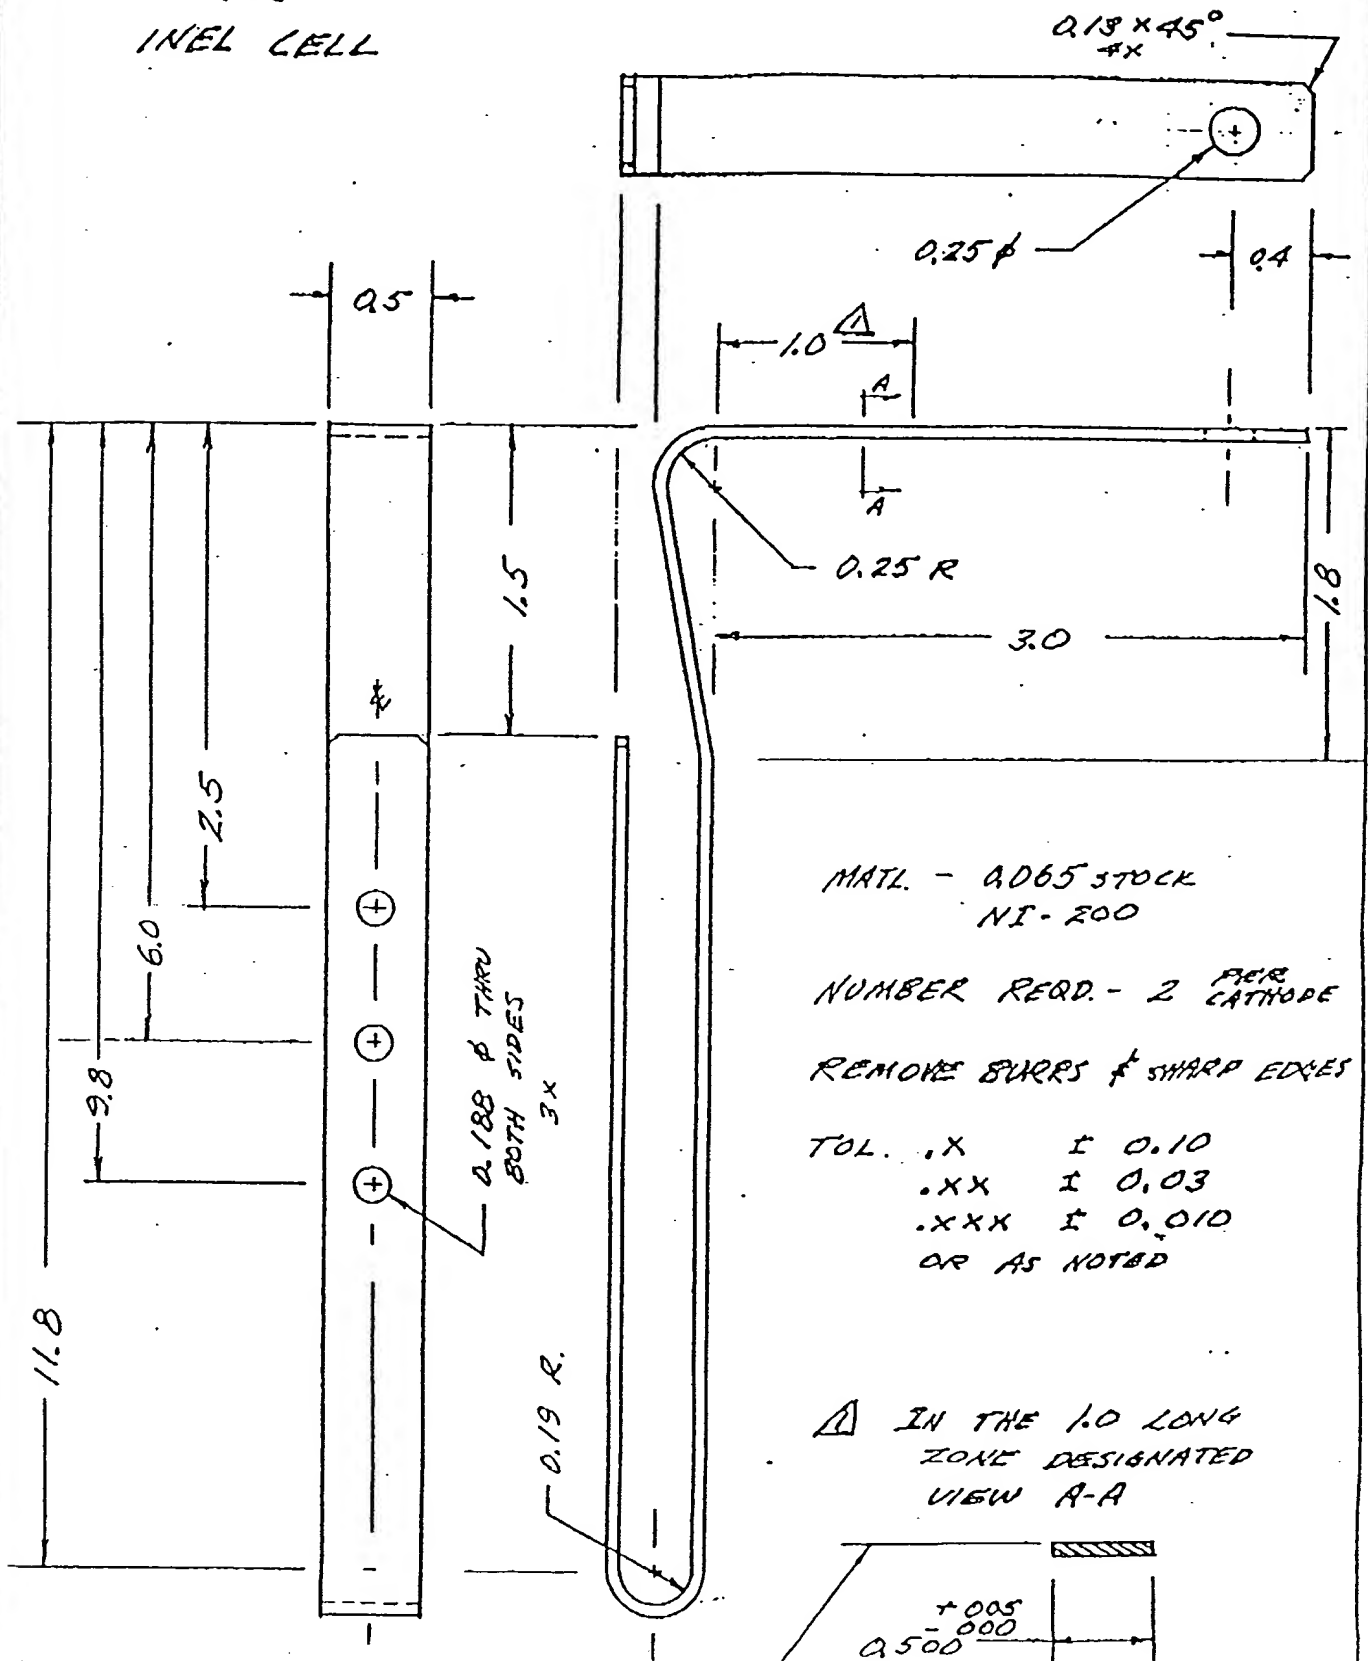 INEL CELL
0.13 X 45°
4X
0.25 ϕ
0.4
0.5
1.0 1
A
A
0.25 R
3.0
1.8
1.5
2.5
6.0
9.8
11.8
0.188 ϕ THRU
BOTH SIDES
3X
0.19 R.
MATL. - 0.065 STOCK
NI-200
NUMBER REQD. - 2 PER
CATHODE
REMOVE BURRS & SHARP EDGES
TOL. .X ± 0.10
.XX ± 0.03
.XXX ± 0.010
OR AS NOTED
1 IN THE 1.0 LONG
ZONE DESIGNATED
VIEW A-A
+005
-000
0.500